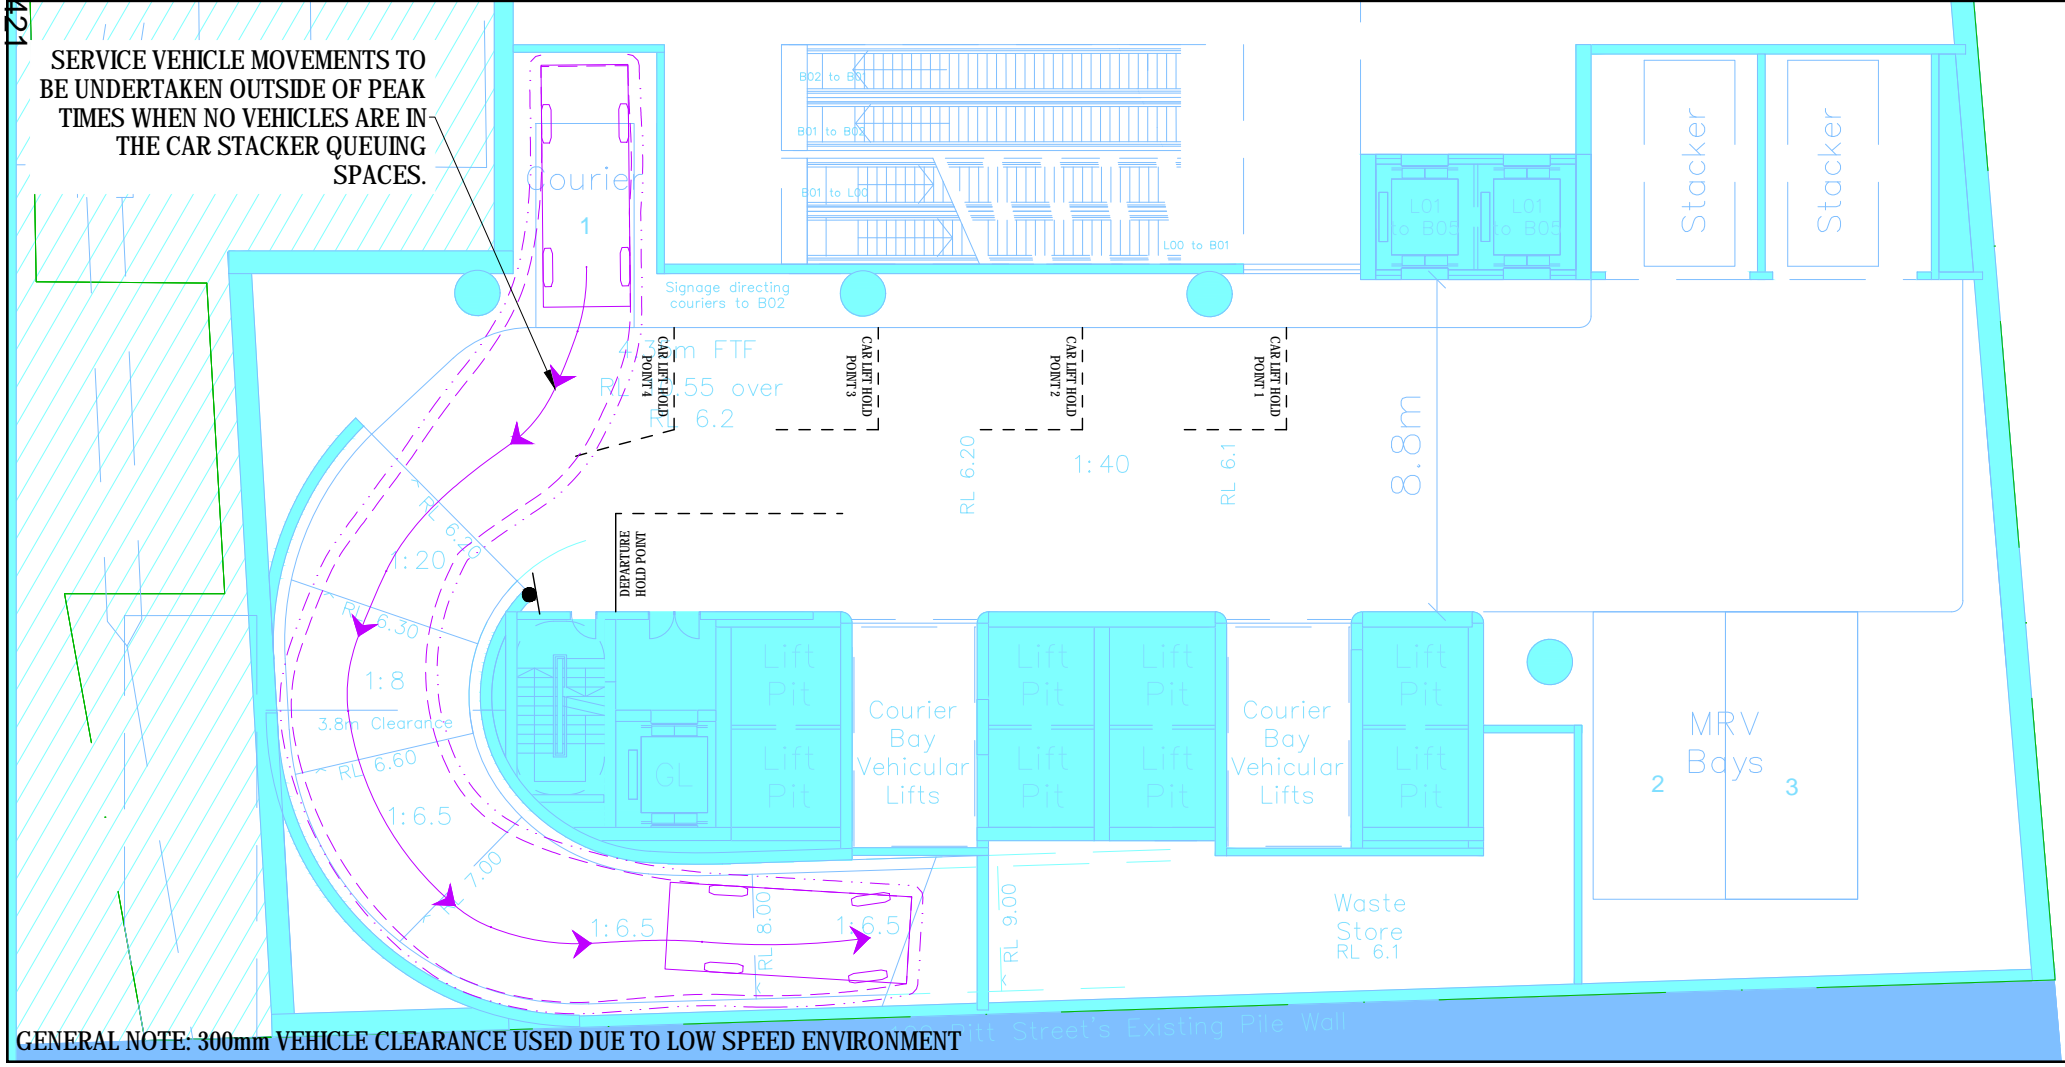 421
SERVICE VEHICLE MOVEMENTS TO
BE UNDERTAKEN OUTSIDE OF PEAK
TIMES WHEN NO VEHICLES ARE IN
THE CAR STACKER QUEUING
SPACES.
Courier
1
B02 to B01
B01 to B02
B01 to L00
L00 to B01
L01
to B05
L01
to B05
Stacker
Stacker
Signage directing
couriers to B02
FTF
RL
.55 over
RL 6.2
CAR LIFT HOLD
POINT 4
CAR LIFT HOLD
POINT 3
CAR LIFT HOLD
POINT 2
CAR LIFT HOLD
POINT 1
RL 6.20
1:40
RL 6.1
8.8m
RL 6.20
1:20
DEPARTURE
HOLD POINT
RL 6.30
1:8
3.8m Clearance
RL 6.60
1:6.5
7.00
1:6.5
RL 8.00
1:6.5
RL 9.00
GL
Lift
Pit
Lift
Pit
Courier
Bay
Vehicular
Lifts
Lift
Pit
Lift
Pit
Lift
Pit
Lift
Pit
Courier
Bay
Vehicular
Lifts
Lift
Pit
Lift
Pit
MRV
Bays
2
3
Waste
Store
RL 6.1
Pitt Street's Existing Pile Wall
GENERAL NOTE: 300mm VEHICLE CLEARANCE USED DUE TO LOW SPEED ENVIRONMENT